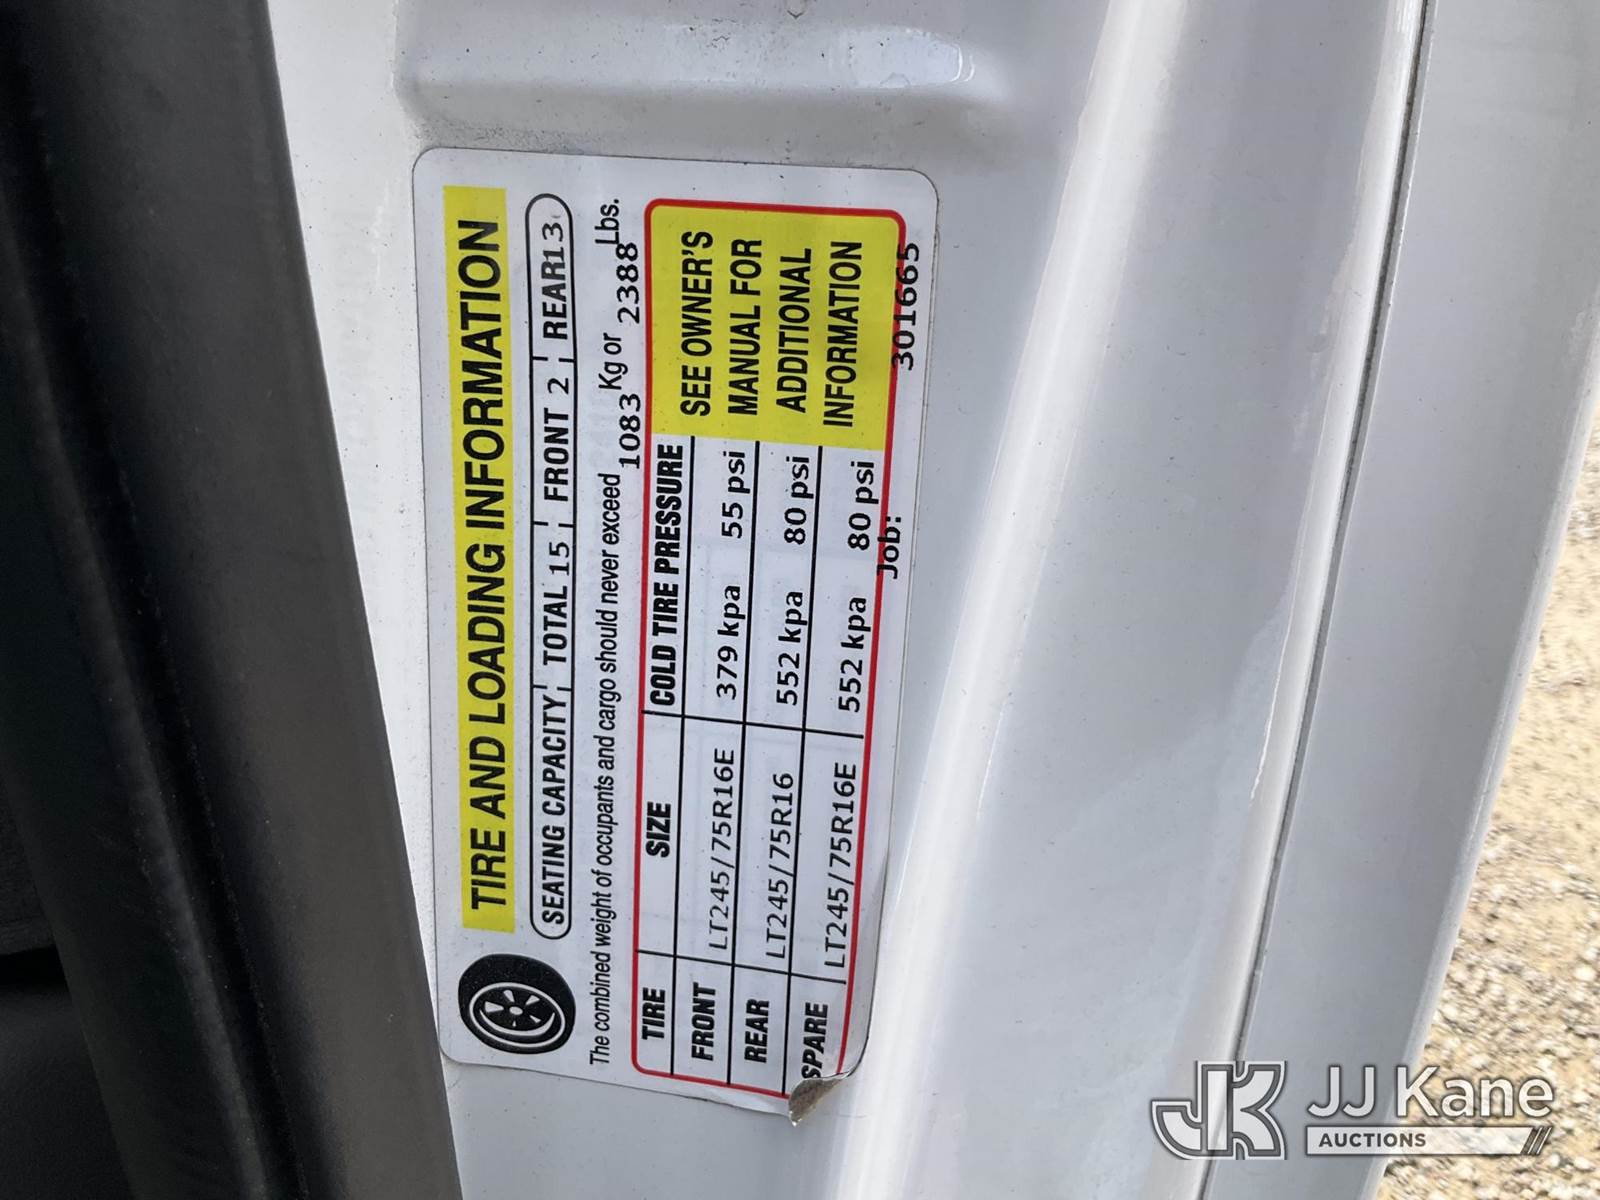 TIRE AND LOADING INFORMATION
SEATING CAPACITY TOTAL 15 FRONT 2 REAR 13
The combined weight of occupants and cargo should never exceed 1083 Kg or 2388 Lbs.
TIRE SIZE COLD TIRE PRESSURE
FRONT LT245/75R16E 379 kpa 55 psi
REAR LT245/75R16 552 kpa 80 psi
SPARE LT245/75R16E 552 kpa 80 psi
SEE OWNER'S
MANUAL FOR
ADDITIONAL
INFORMATION
Job: 301665
JK JJ Kane
AUCTIONS